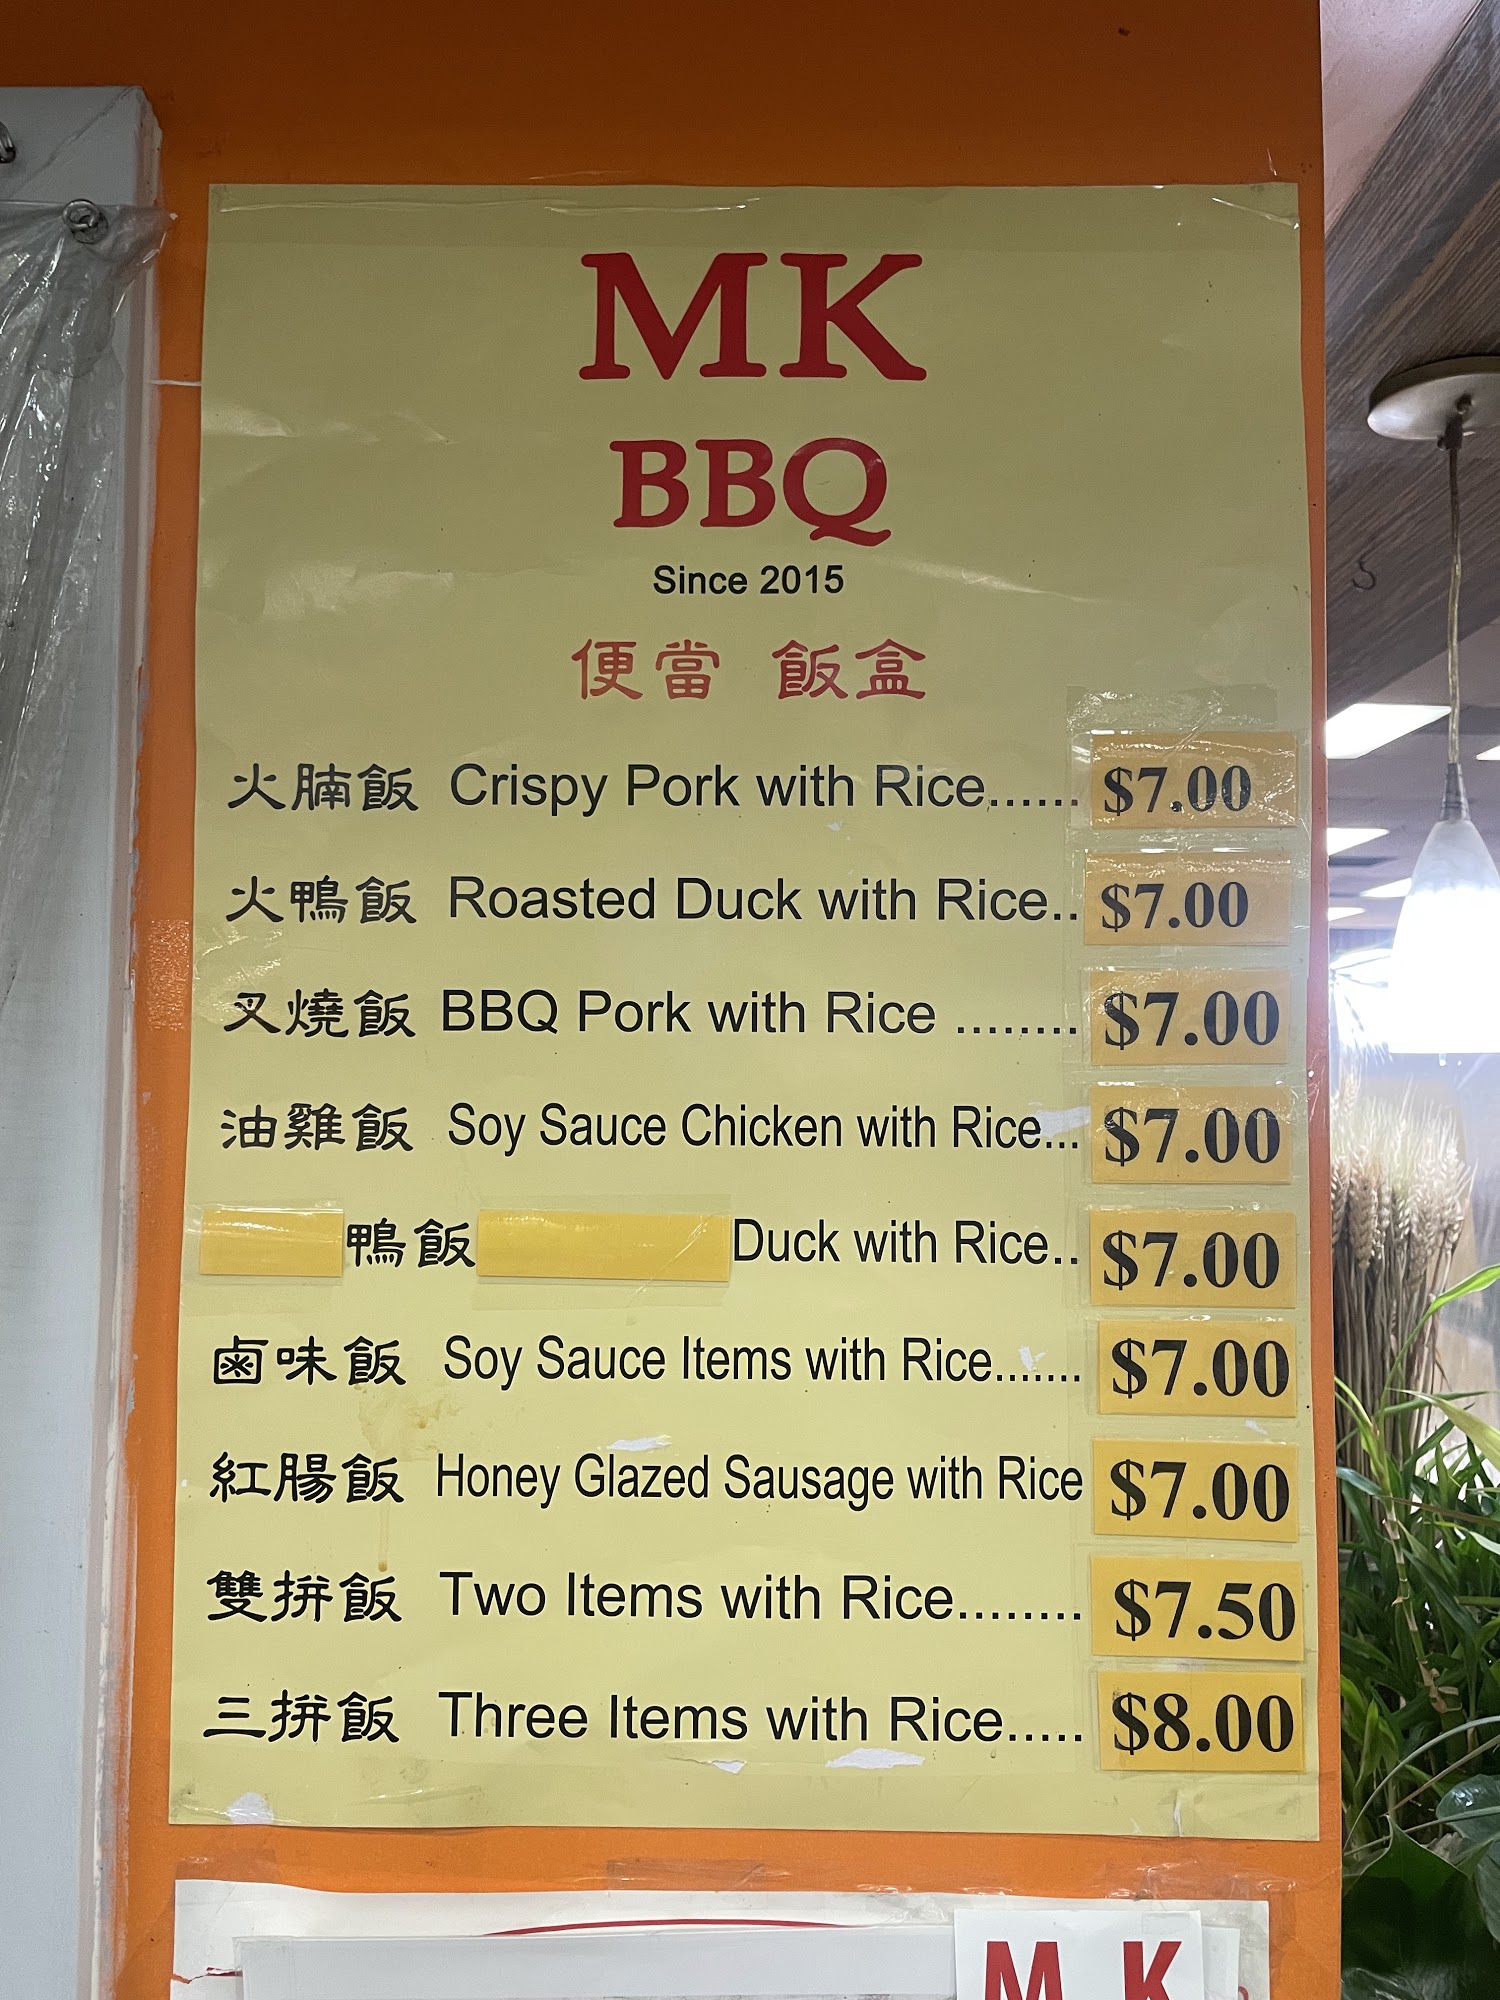 MK
BBQ
Since 2015
便當 飯盒
火腩飯 Crispy Pork with Rice...... $7.00
火鴨飯 Roasted Duck with Rice.. $7.00
叉燒飯 BBQ Pork with Rice ........ $7.00
油雞飯 Soy Sauce Chicken with Rice... $7.00
鴨飯 Duck with Rice.. $7.00
鹵味飯 Soy Sauce Items with Rice....... $7.00
紅腸飯 Honey Glazed Sausage with Rice $7.00
雙拼飯 Two Items with Rice........ $7.50
三拼飯 Three Items with Rice..... $8.00
M K